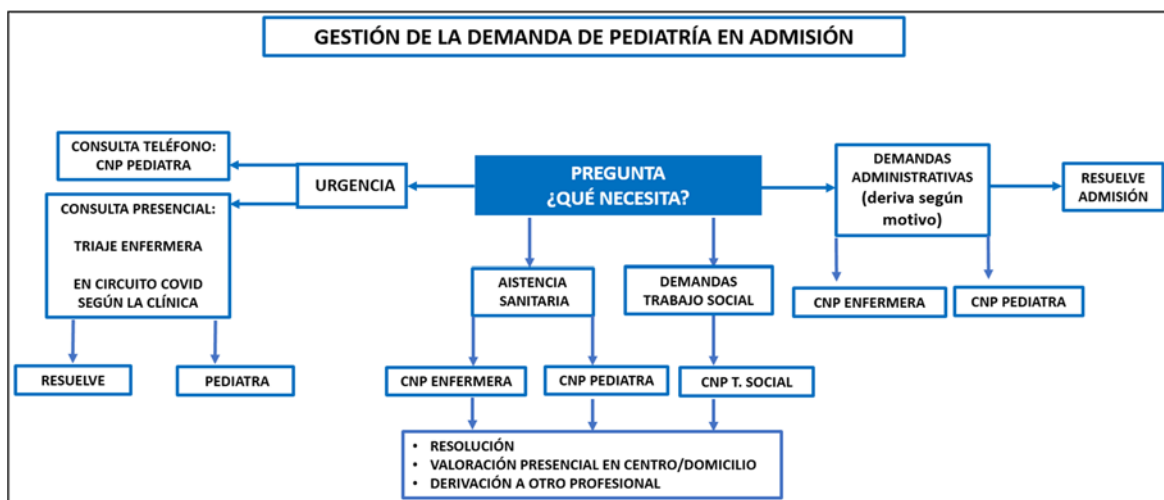 GESTIÓN DE LA DEMANDA DE PEDIATRÍA EN ADMISIÓN
CONSULTA TELÉFONO:
CNP PEDIATRA
URGENCIA
PREGUNTA
¿QUÉ NECESITA?
DEMANDAS
ADMINISTRATIVAS
(deriva según
motivo)
RESUELVE
ADMISIÓN
CONSULTA PRESENCIAL:
TRIAJE ENFERMERA
EN CIRCUITO COVID
SEGÚN LA CLÍNICA
AISTENCIA
SANITARIA
DEMANDAS
TRABAJO SOCIAL
CNP ENFERMERA
CNP PEDIATRA
RESUELVE
PEDIATRA
CNP ENFERMERA
CNP PEDIATRA
CNP T. SOCIAL
• RESOLUCIÓN
• VALORACIÓN PRESENCIAL EN CENTRO/DOMICILIO
• DERIVACIÓN A OTRO PROFESIONAL